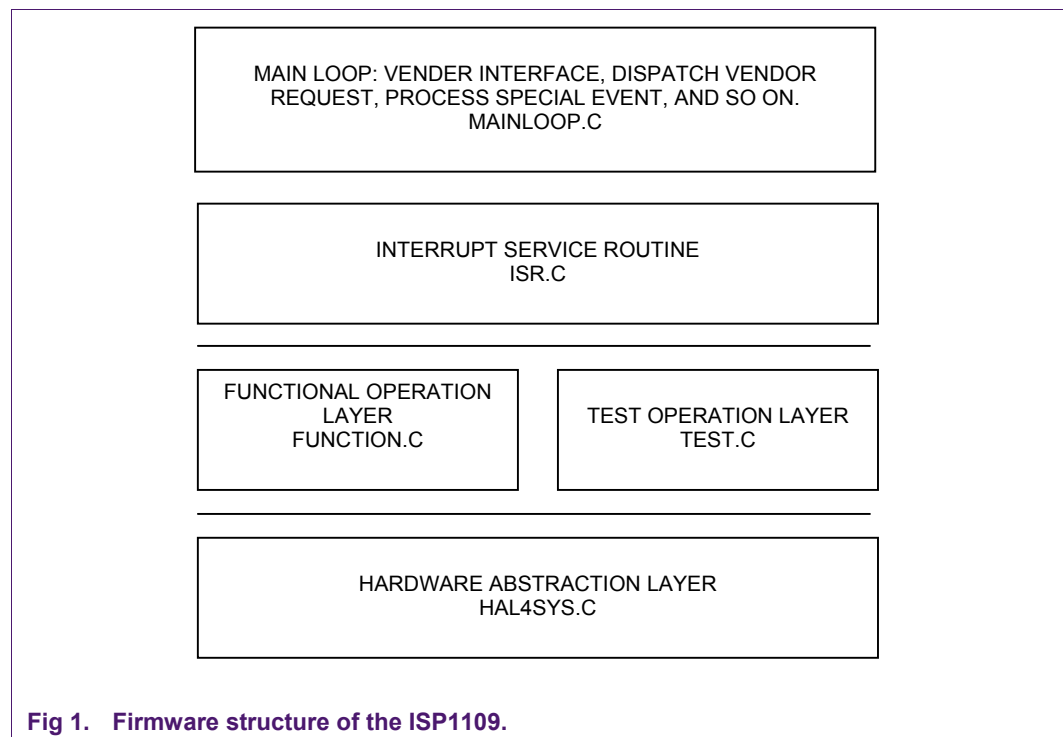 MAIN LOOP: VENDER INTERFACE, DISPATCH VENDOR
REQUEST, PROCESS SPECIAL EVENT, AND SO ON.
MAINLOOP.C
INTERRUPT SERVICE ROUTINE
ISR.C
FUNCTIONAL OPERATION
LAYER
FUNCTION.C
TEST OPERATION LAYER
TEST.C
HARDWARE ABSTRACTION LAYER
HAL4SYS.C
Fig 1. Firmware structure of the ISP1109.